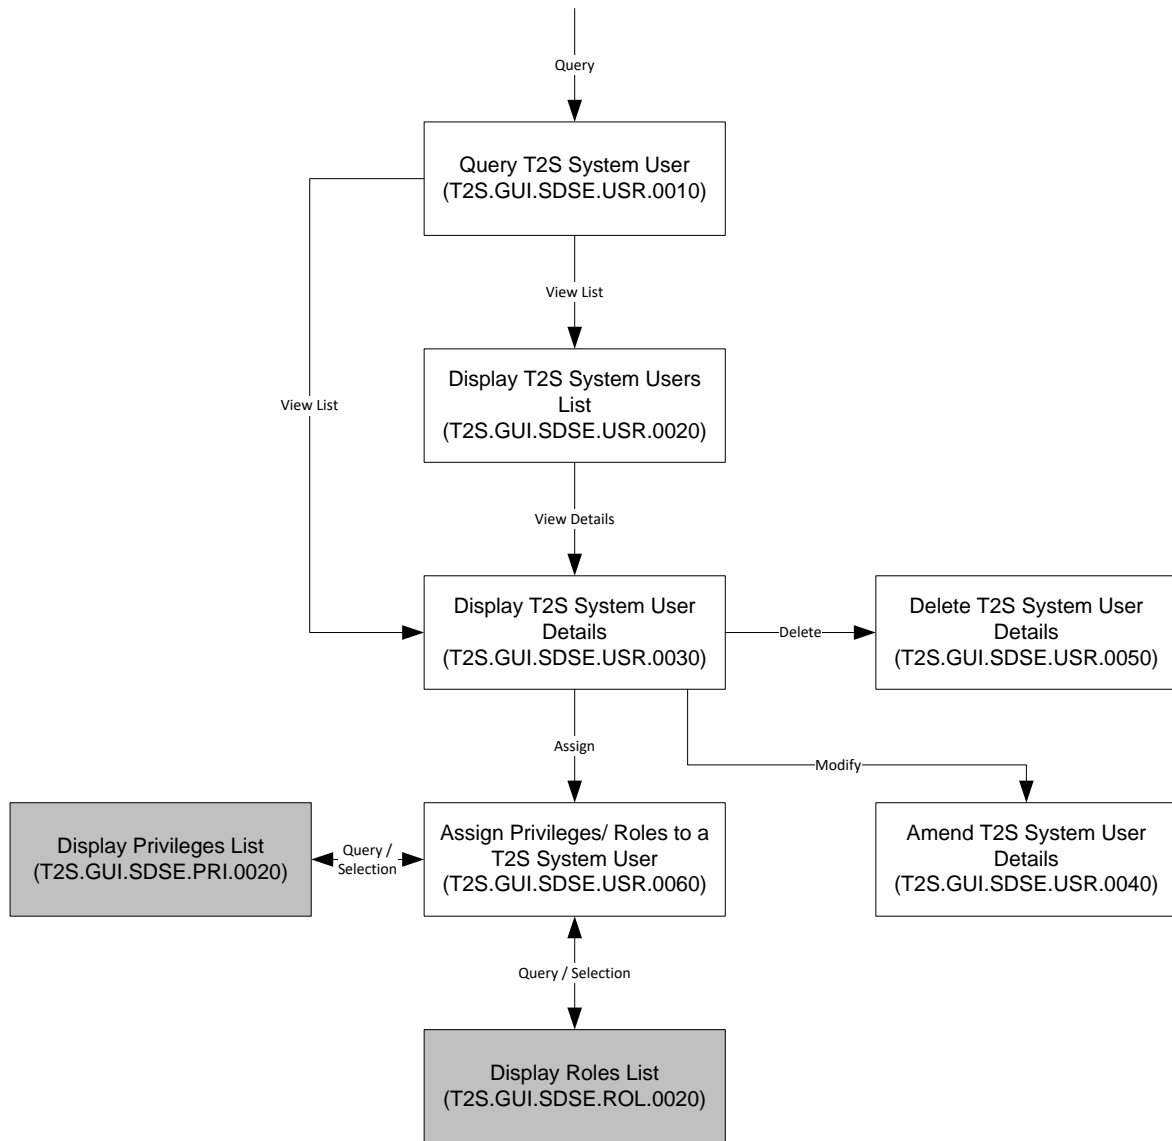 Query
Query T2S System User
(T2S.GUI.SDSE.USR.0010)
View List
Display T2S System Users
List
(T2S.GUI.SDSE.USR.0020)
View List
View Details
Display T2S System User
Details
(T2S.GUI.SDSE.USR.0030)
Delete
Delete T2S System User
Details
(T2S.GUI.SDSE.USR.0050)
Assign
Modify
Display Privileges List
(T2S.GUI.SDSE.PRI.0020)
Query /
Selection
Assign Privileges/ Roles to a
T2S System User
(T2S.GUI.SDSE.USR.0060)
Amend T2S System User
Details
(T2S.GUI.SDSE.USR.0040)
Query / Selection
Display Roles List
(T2S.GUI.SDSE.ROL.0020)